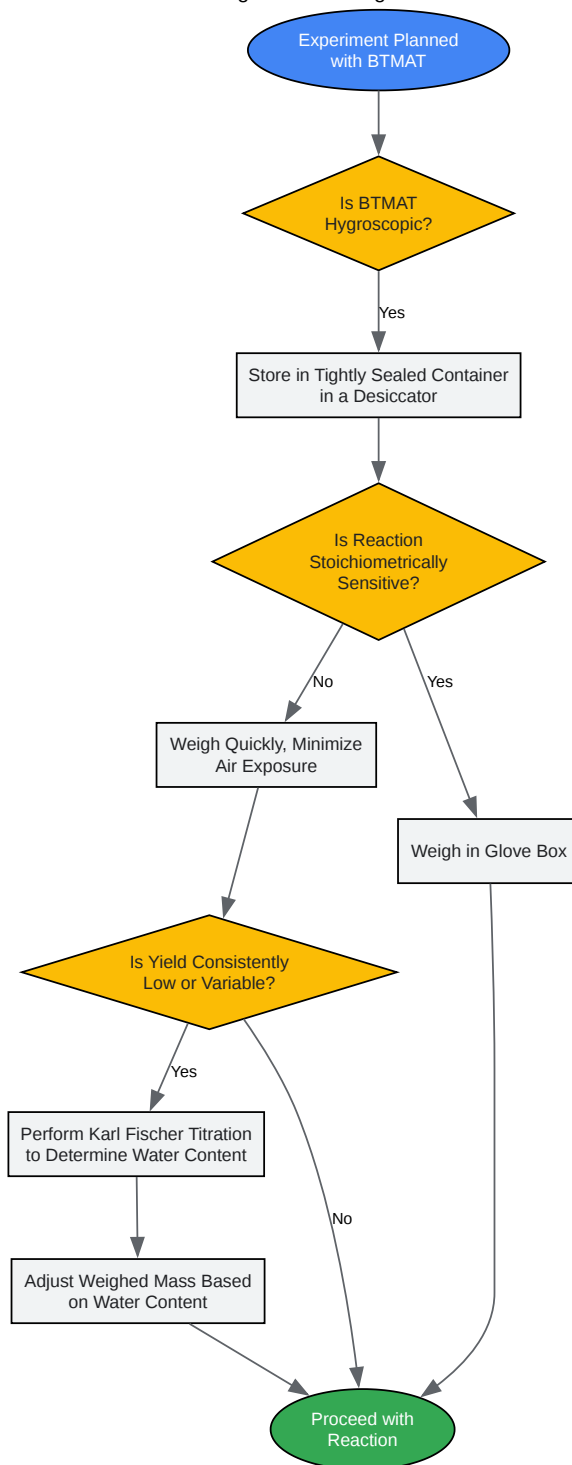 Experiment Planned
with BTMAT
Is BTMAT
Hygroscopic?
Yes
Store in Tightly Sealed Container
in a Desiccator
Is Reaction
Stoichiometrically
Sensitive?
No
Yes
Weigh Quickly, Minimize
Air Exposure
Weigh in Glove Box
Is Yield Consistently
Low or Variable?
Yes
Perform Karl Fischer Titration
to Determine Water Content
No
Adjust Weighed Mass Based
on Water Content
Proceed with
Reaction